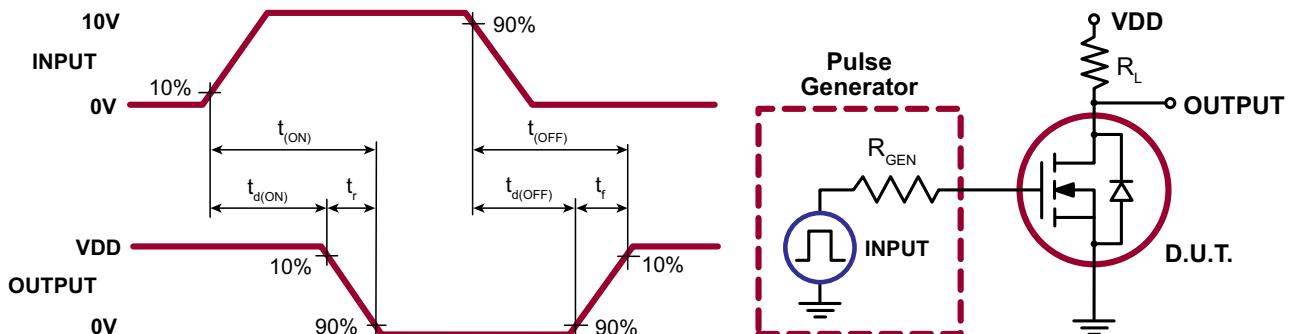 10V
INPUT
0V
10%
90%
t(ON)
t(OFF)
td(ON)
tr
td(OFF)
tf
VDD
OUTPUT
0V
10%
90%
90%
10%
Pulse
Generator
RGEN
INPUT
VDD
RL
OUTPUT
D.U.T.